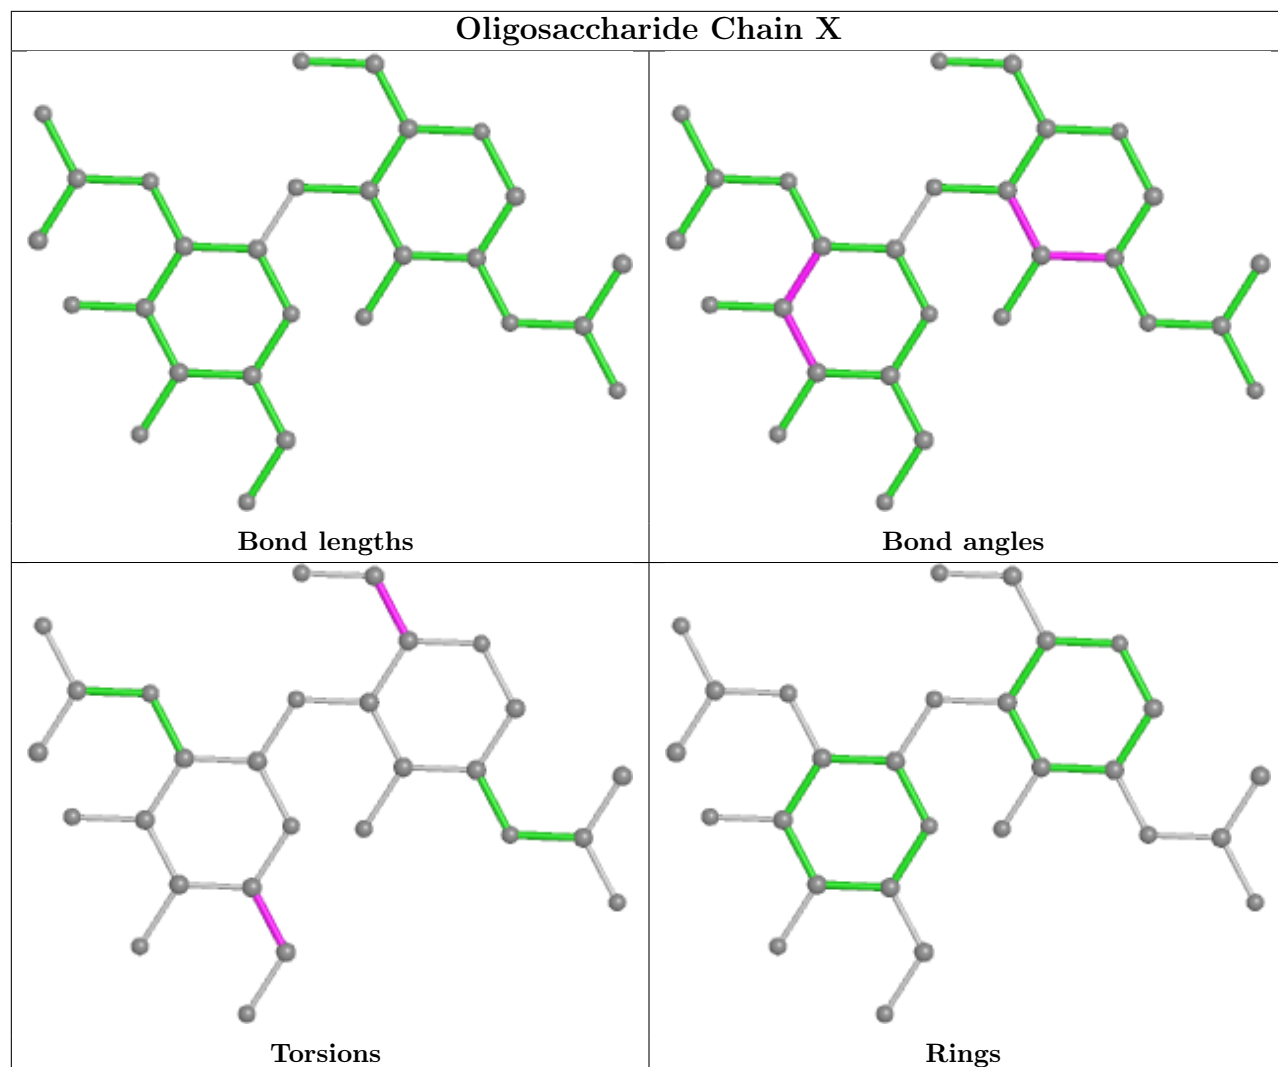 Oligosaccharide Chain X
Bond lengths
Bond angles
Torsions
Rings